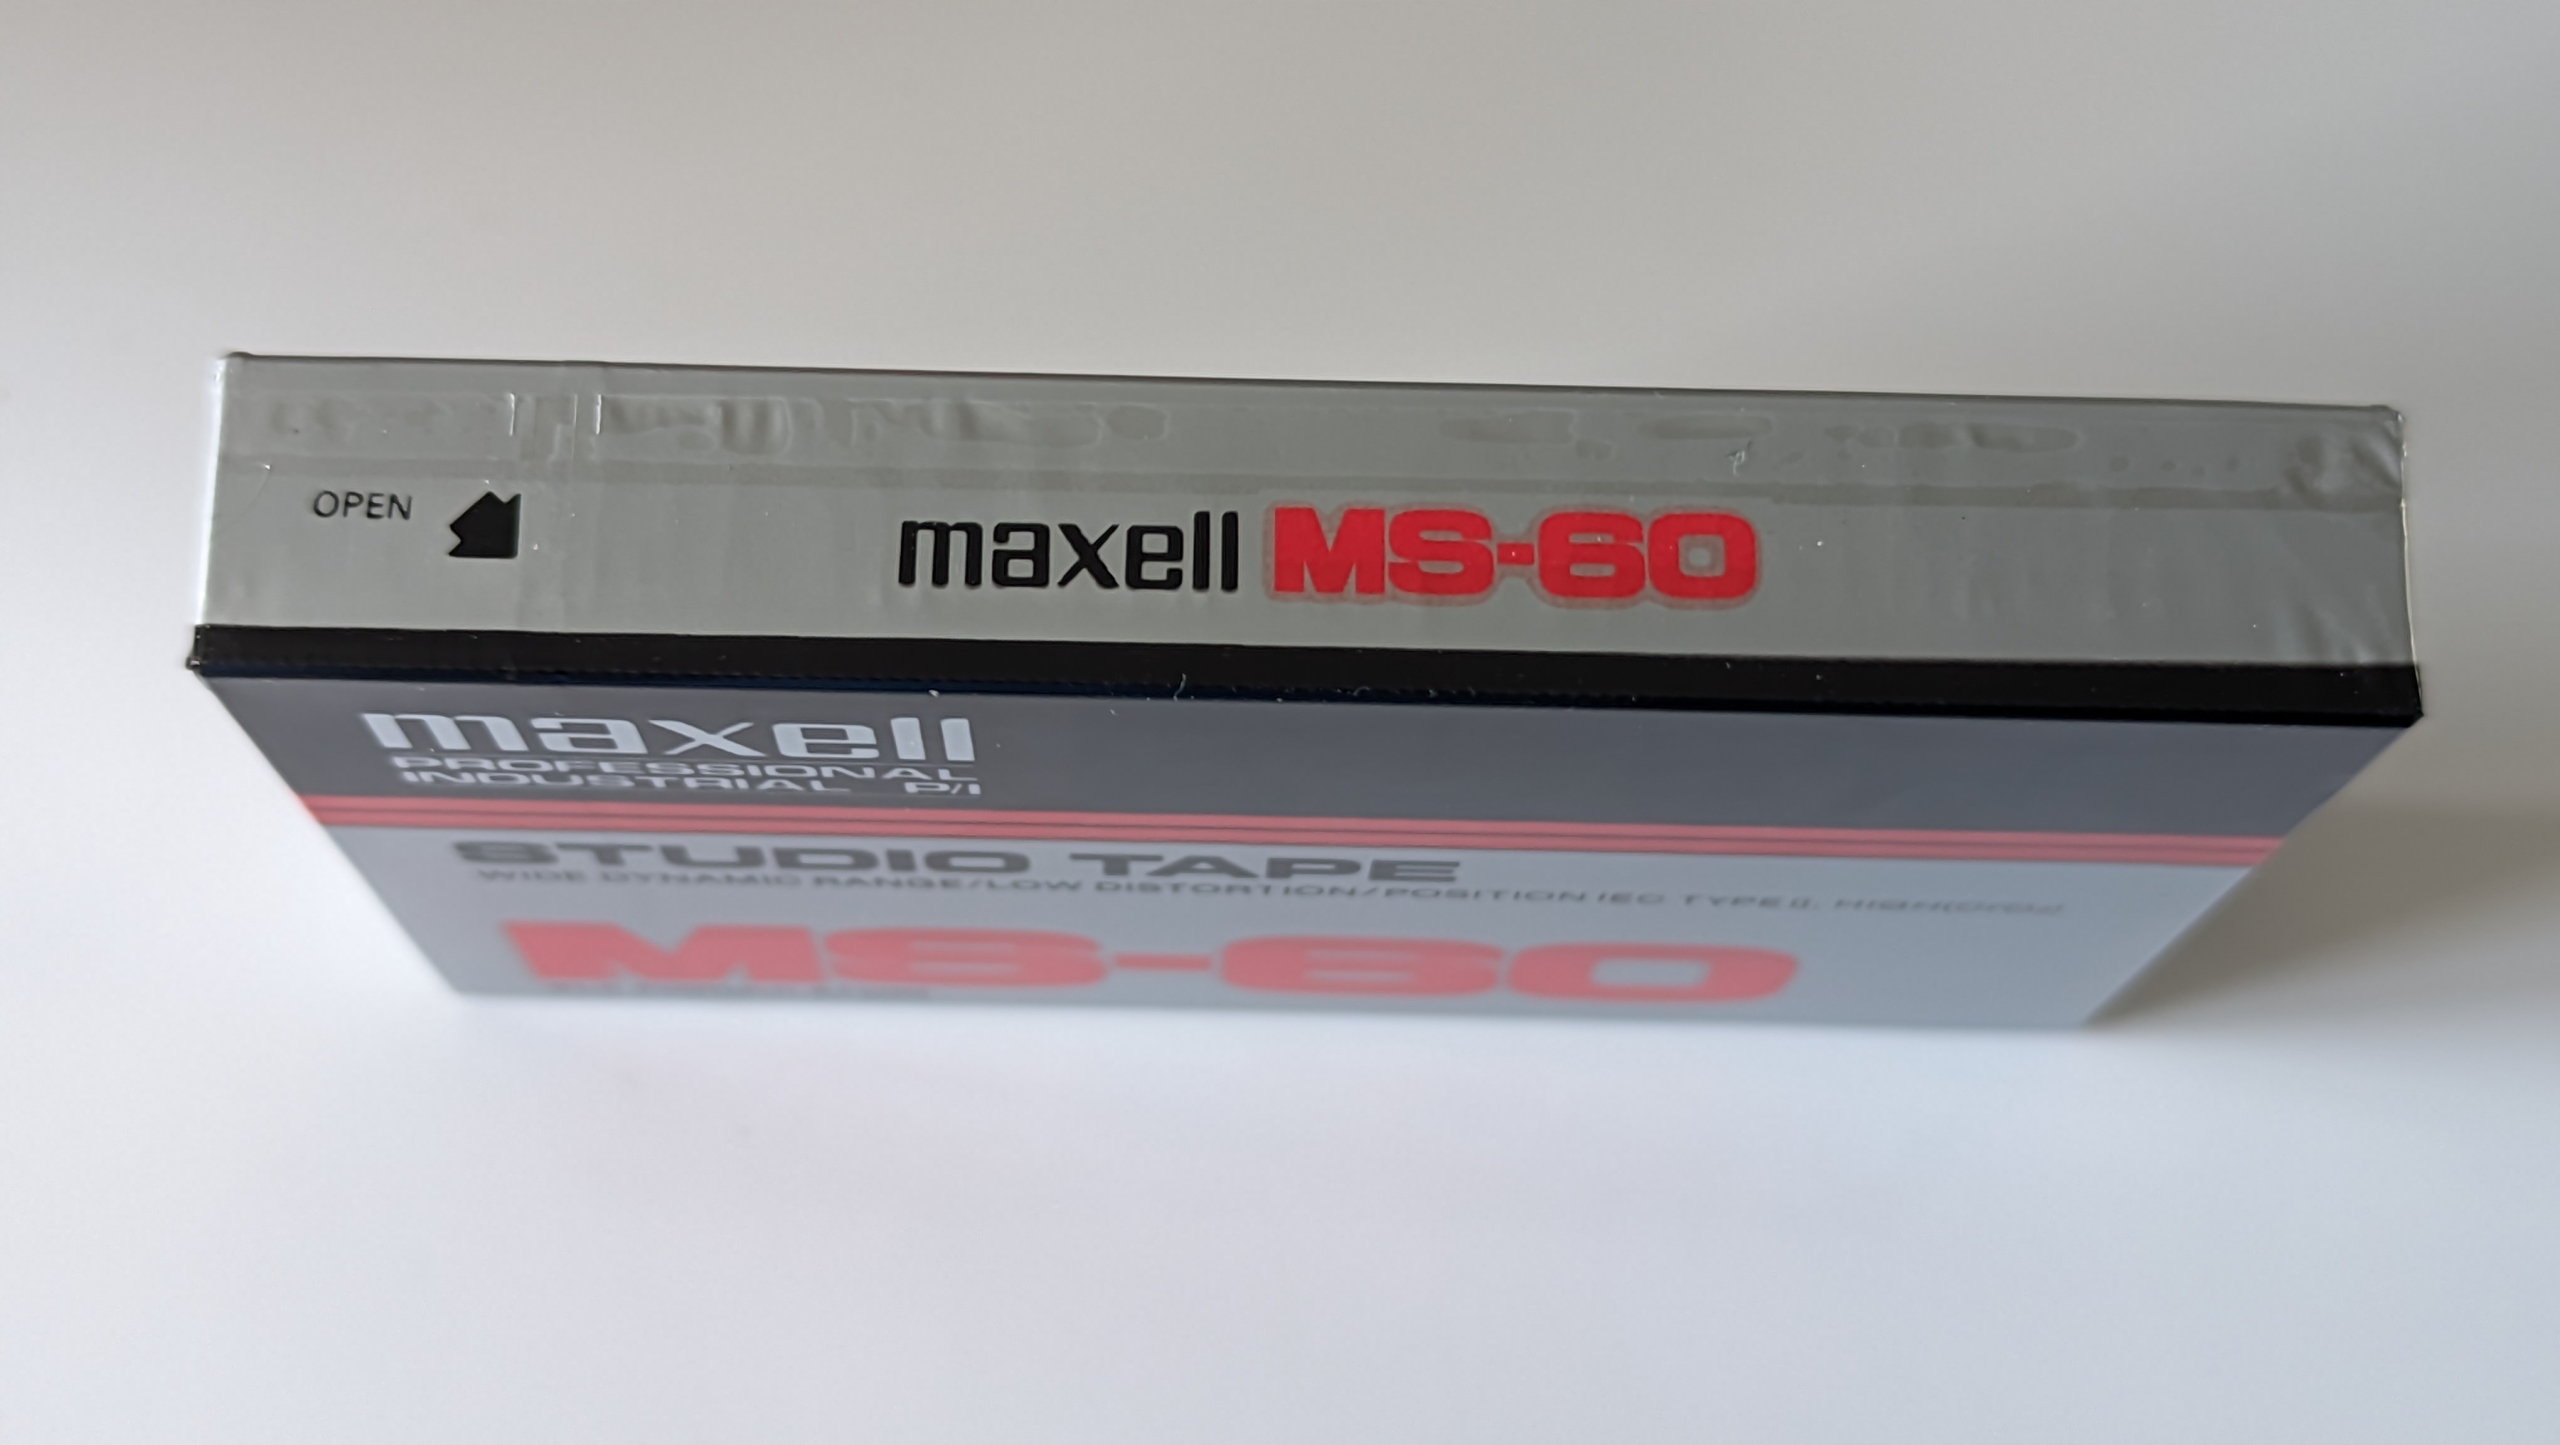 OPEN
maxell MS-60
maxell
PROFESSIONAL
INDUSTRIAL P/I
STUDIO TAPE
WIDE DYNAMIC RANGE/LOW DISTORTION/POSITION IEC TYPE II. HIGH(CrO2)
MS-60